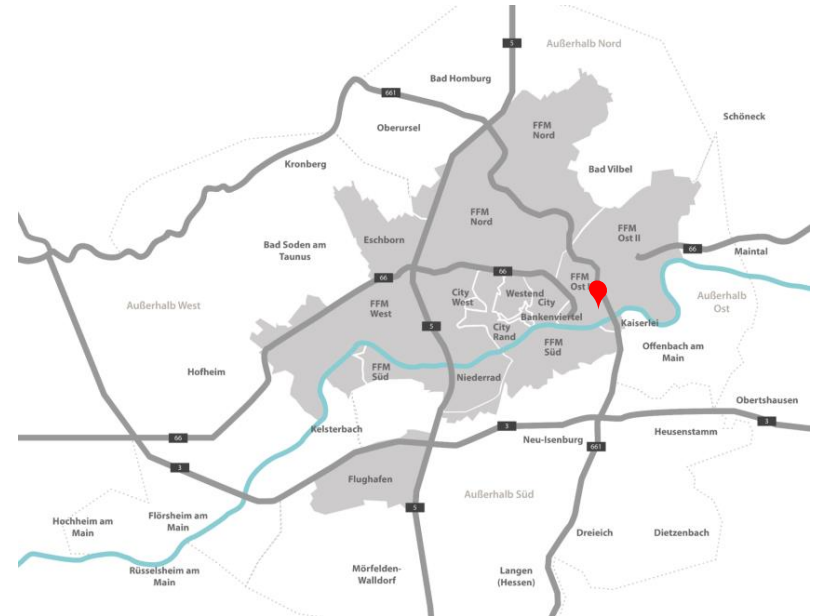 5
Außerhalb Nord
Bad Homburg
661
Oberursel
FFM
Nord
Schöneck
Kronberg
Bad Vilbel
FFM
Nord
FFM
Ost II
Eschborn
Bad Soden am
Taunus
66
Maintal
66
66
FFM
Ost
City
West
Westend
City
Außerhalb West
FFM
West
Außerhalb
Ost
Bankenviertel
Kaiserlei
5
City
Rand
FFM
Süd
Offenbach am
Main
Hofheim
FFM
Süd
Niederrad
Obertshausen
Kelsterbach
3
3
66
Neu-Isenburg
Heusenstamm
661
3
Flughafen
Außerhalb Süd
5
Hochheim am
Main
Flörsheim am
Main
Dreieich
Dietzenbach
Rüsselsheim am
Main
Mörfelden-
Walldorf
Langen
(Hessen)